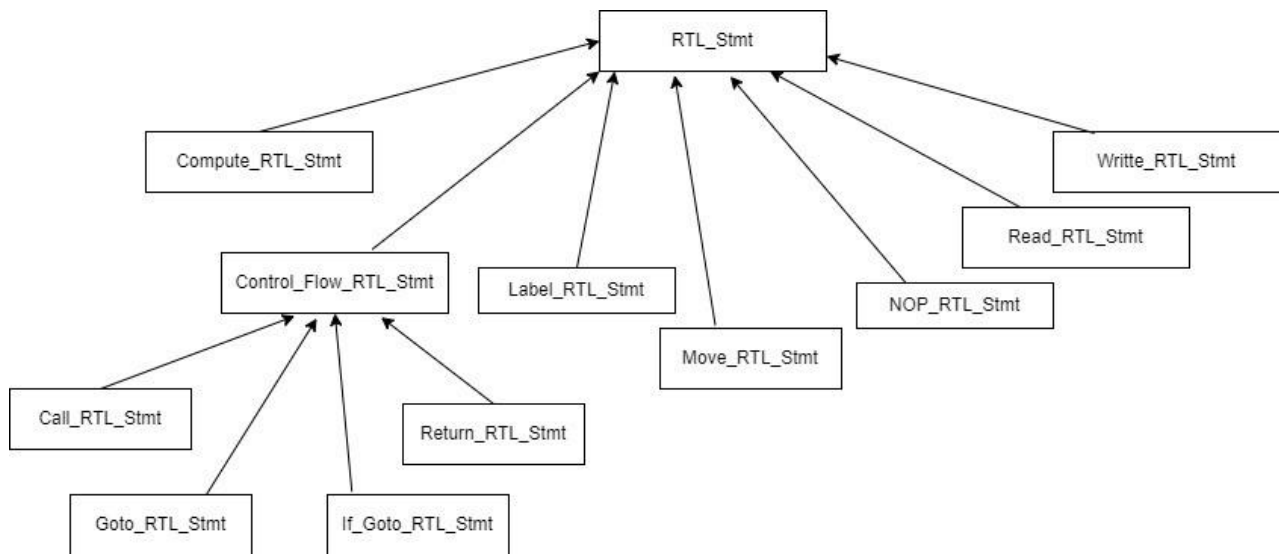 RTL_Stmt
Compute_RTL_Stmt
Writte_RTL_Stmt
Read_RTL_Stmt
Control_Flow_RTL_Stmt
Label_RTL_Stmt
NOP_RTL_Stmt
Move_RTL_Stmt
Call_RTL_Stmt
Return_RTL_Stmt
Goto_RTL_Stmt
If_Goto_RTL_Stmt